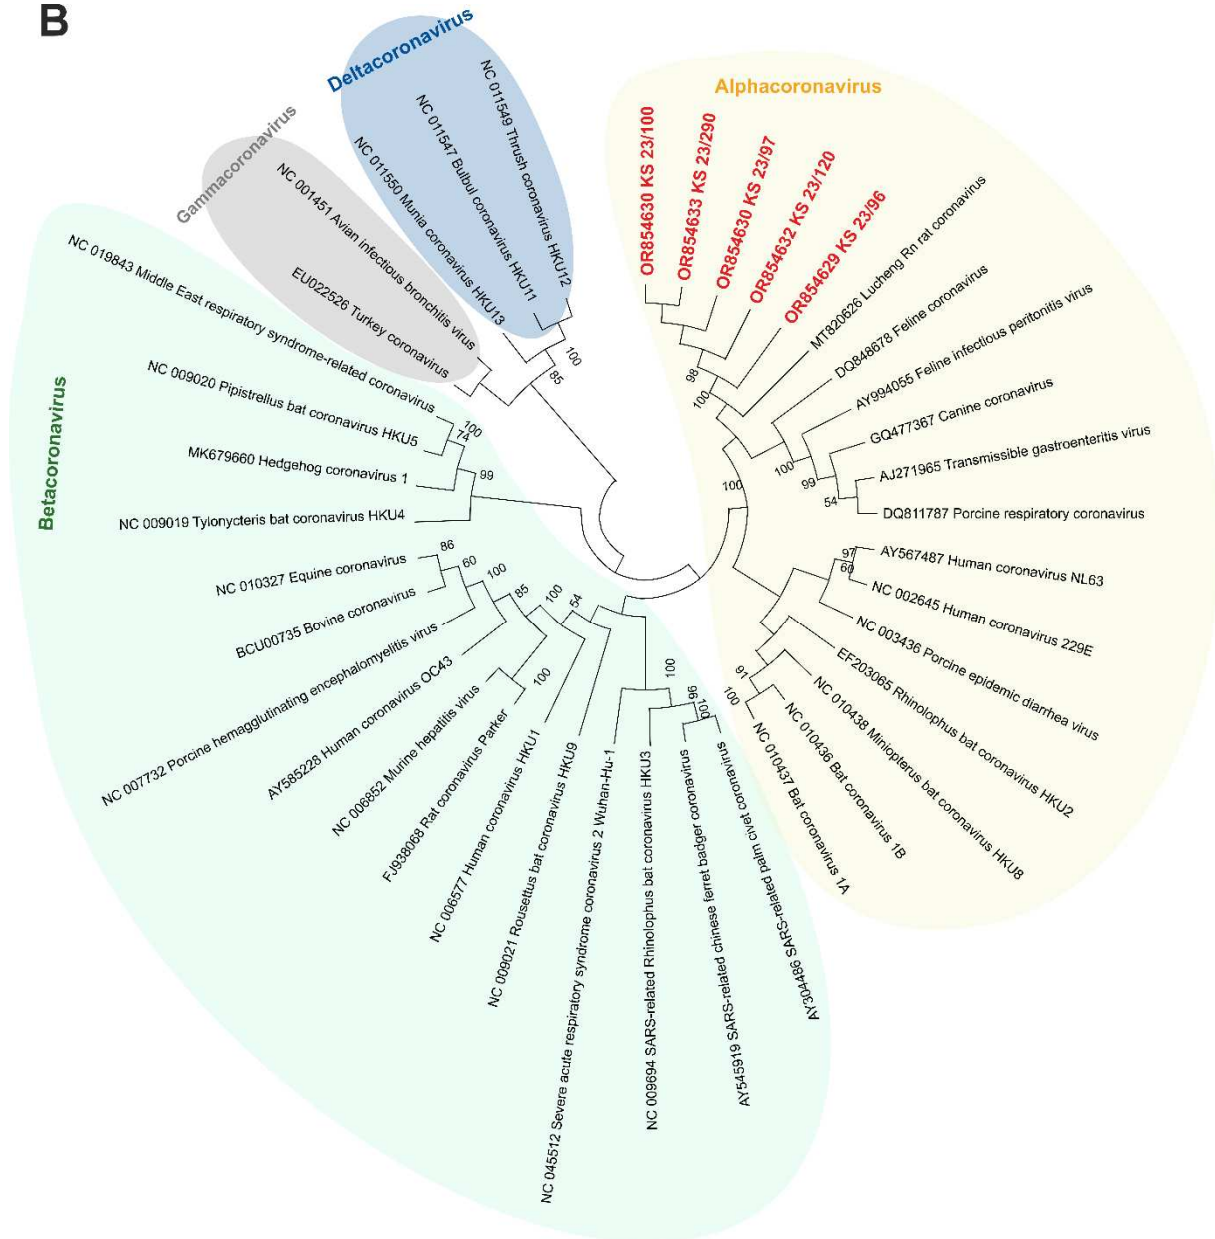 B
Deltacoronavirus
NC 011549 Thrush coronavirus HKU12
NC 011547 Bulbul coronavirus HKU11
NC 011550 Munia coronavirus HKU13
Gammacoronavirus
NC 001451 Avian infectious bronchitis virus
EU022526 Turkey coronavirus
Alphacoronavirus
OR854630 KS 23/100
OR854633 KS 23/290
OR854630 KS 23/97
OR854632 KS 23/120
OR854629 KS 23/96
MT820626 Lucheng Rn rat coronavirus
DQ848678 Feline coronavirus
AY994055 Feline infectious peritonitis virus
GQ477367 Canine coronavirus
AJ271965 Transmissible gastroenteritis virus
DQ811787 Porcine respiratory coronavirus
AY567487 Human coronavirus NL63
NC 002645 Human coronavirus 229E
NC 003436 Porcine epidemic diarrhea virus
EF203065 Rhinolophus bat coronavirus HKU2
NC 010438 Miniopterus bat coronavirus HKU8
NC 010436 Bat coronavirus 1B
NC 010437 Bat coronavirus 1A
Betacoronavirus
NC 019843 Middle East respiratory syndrome-related coronavirus
NC 009020 Pipistrellus bat coronavirus HKU5
MK679660 Hedgehog coronavirus 1
NC 009019 Tylonycteris bat coronavirus HKU4
NC 010327 Equine coronavirus
BCU00735 Bovine coronavirus
NC 007732 Porcine hemagglutinating encephalomyelitis virus
AY585228 Human coronavirus OC43
NC 006852 Murine hepatitis virus
FJ938068 Rat coronavirus Parker
NC 006577 Human coronavirus HKU1
NC 009021 Rousettus bat coronavirus HKU9
NC 045512 Severe acute respiratory syndrome coronavirus 2 Wuhan-Hu-1
NC 009694 SARS-related Rhinolophus bat coronavirus HKU3
AY545919 SARS-related chinese ferret badger coronavirus
AY304486 SARS-related palm civet coronavirus
100
85
98
100
100
100
99
54
97
60
91
100
100
74
99
86
60
100
85
100
54
100
100
96
100